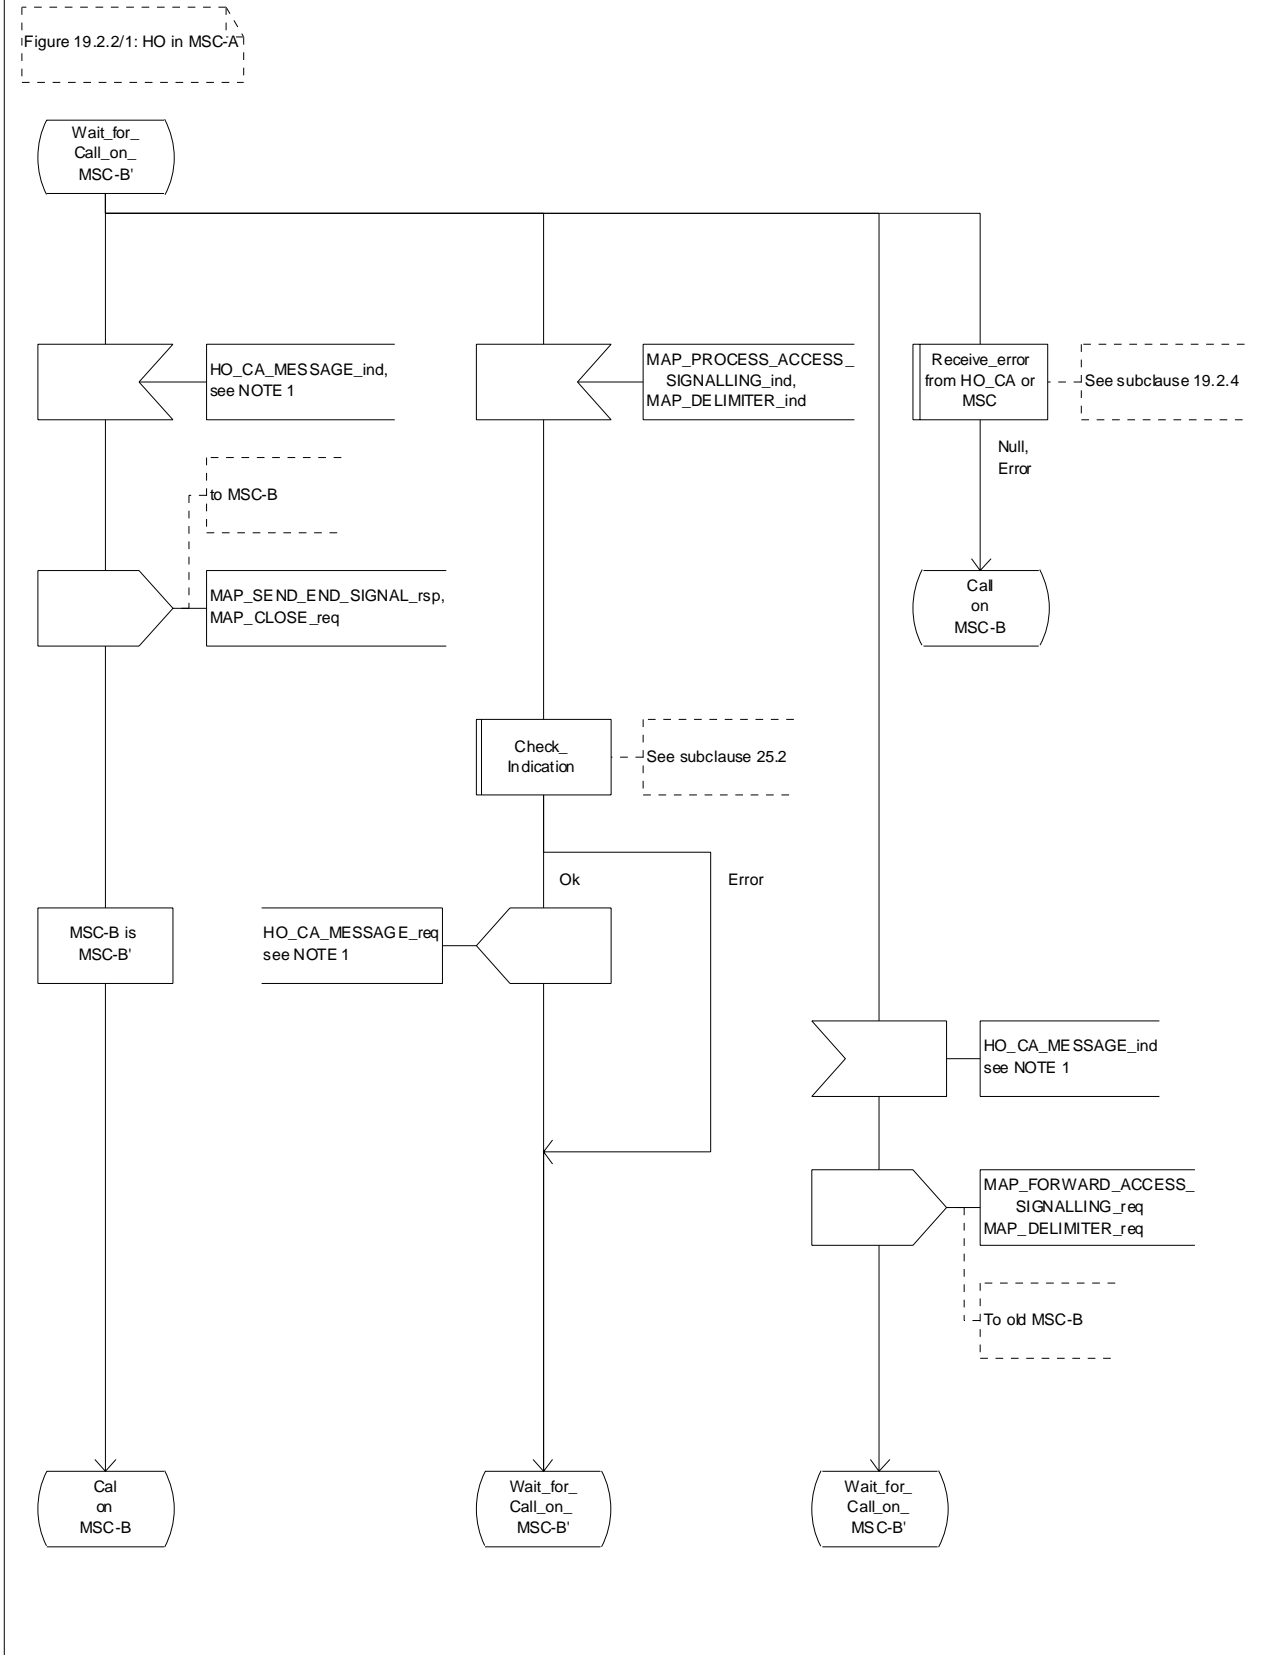 Figure 19.2.2/1: HO in MSC-A
Wait_for_
Call_on_
MSC-B'
HO_CA_MESSAGE_ind,
see NOTE 1
MAP_PROCESS_ACCESS_
SIGNALLING_ind,
MAP_DELIMITER_ind
Receive_error
from HO_CA or
MSC
See subclause 19.2.4
Null,
Error
to MSC-B
MAP_SEND_END_SIGNAL_rsp,
MAP_CLOSE_req
Call
on
MSC-B
Check_
Indication
See subclause 25.2
Ok
Error
MSC-B is
MSC-B'
HO_CA_MESSAGE_req
see NOTE 1
HO_CA_MESSAGE_ind
see NOTE 1
MAP_FORWARD_ACCESS_
SIGNALLING_req
MAP_DELIMITER_req
To old MSC-B
Cal
on
MSC-B
Wait_for_
Call_on_
MSC-B'
Wait_for_
Call_on_
MSC-B'